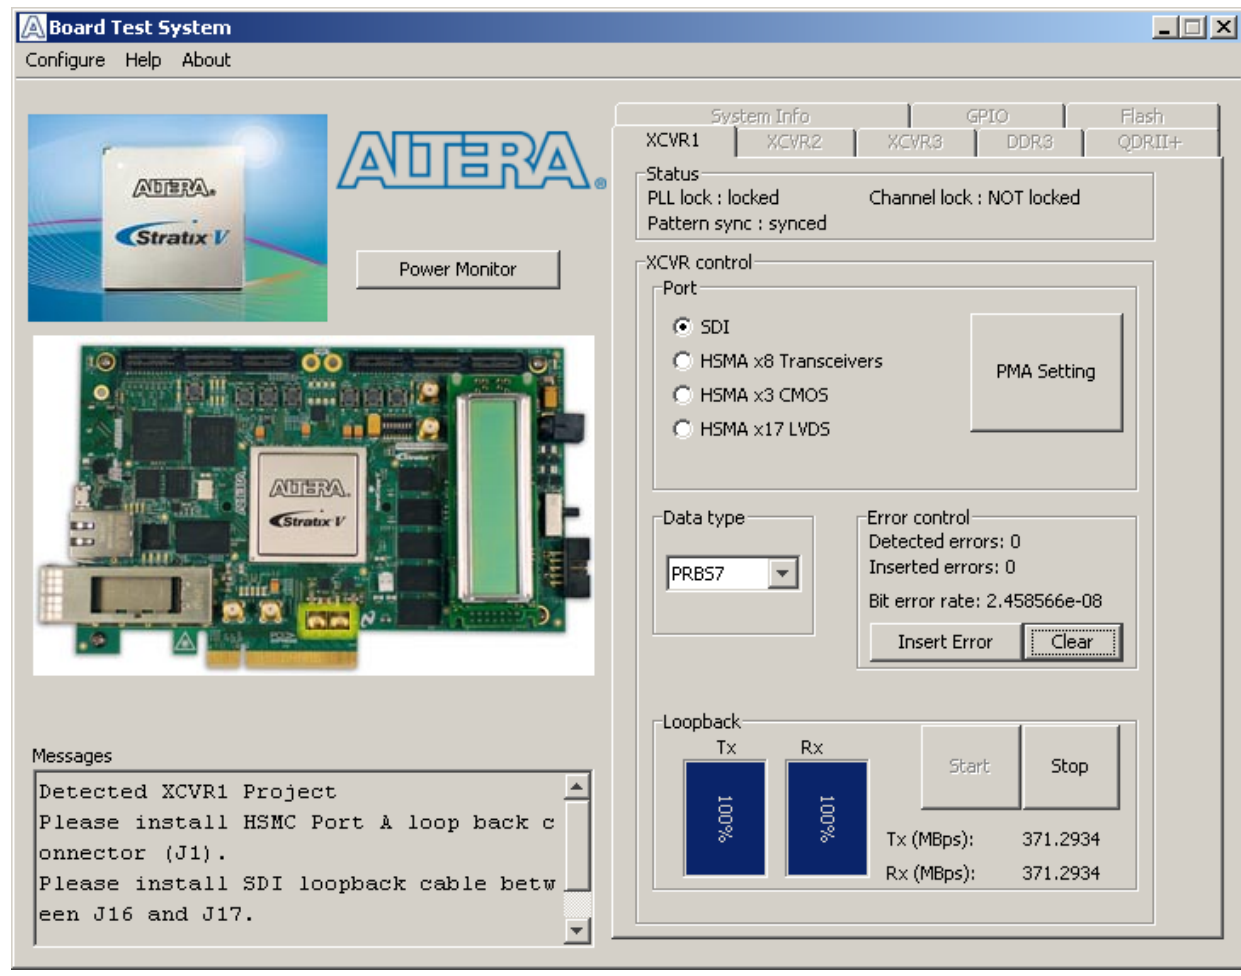 Board Test System
Configure Help About
ALTERA
Stratix V
ALTERA
Power Monitor
ALTERA
Stratix V
Messages
Detected XCVR1 Project
Please install HSMC Port A loop back c
onnector (J1).
Please install SDI loopback cable betw
een J16 and J17.
System Info GPIO Flash
XCVR1 XCVR2 XCVR3 DDR3 QDRII+
Status
PLL lock : locked Channel lock : NOT locked
Pattern sync : synced
XCVR control
Port
SDI
HSMA x8 Transceivers
HSMA x3 CMOS
HSMA x17 LVDS
PMA Setting
Data type
PRBS7
Error control
Detected errors: 0
Inserted errors: 0
Bit error rate: 2.458566e-08
Insert Error Clear
Loopback
Tx Rx
100% 100%
Start Stop
Tx (MBps): 371.2934
Rx (MBps): 371.2934